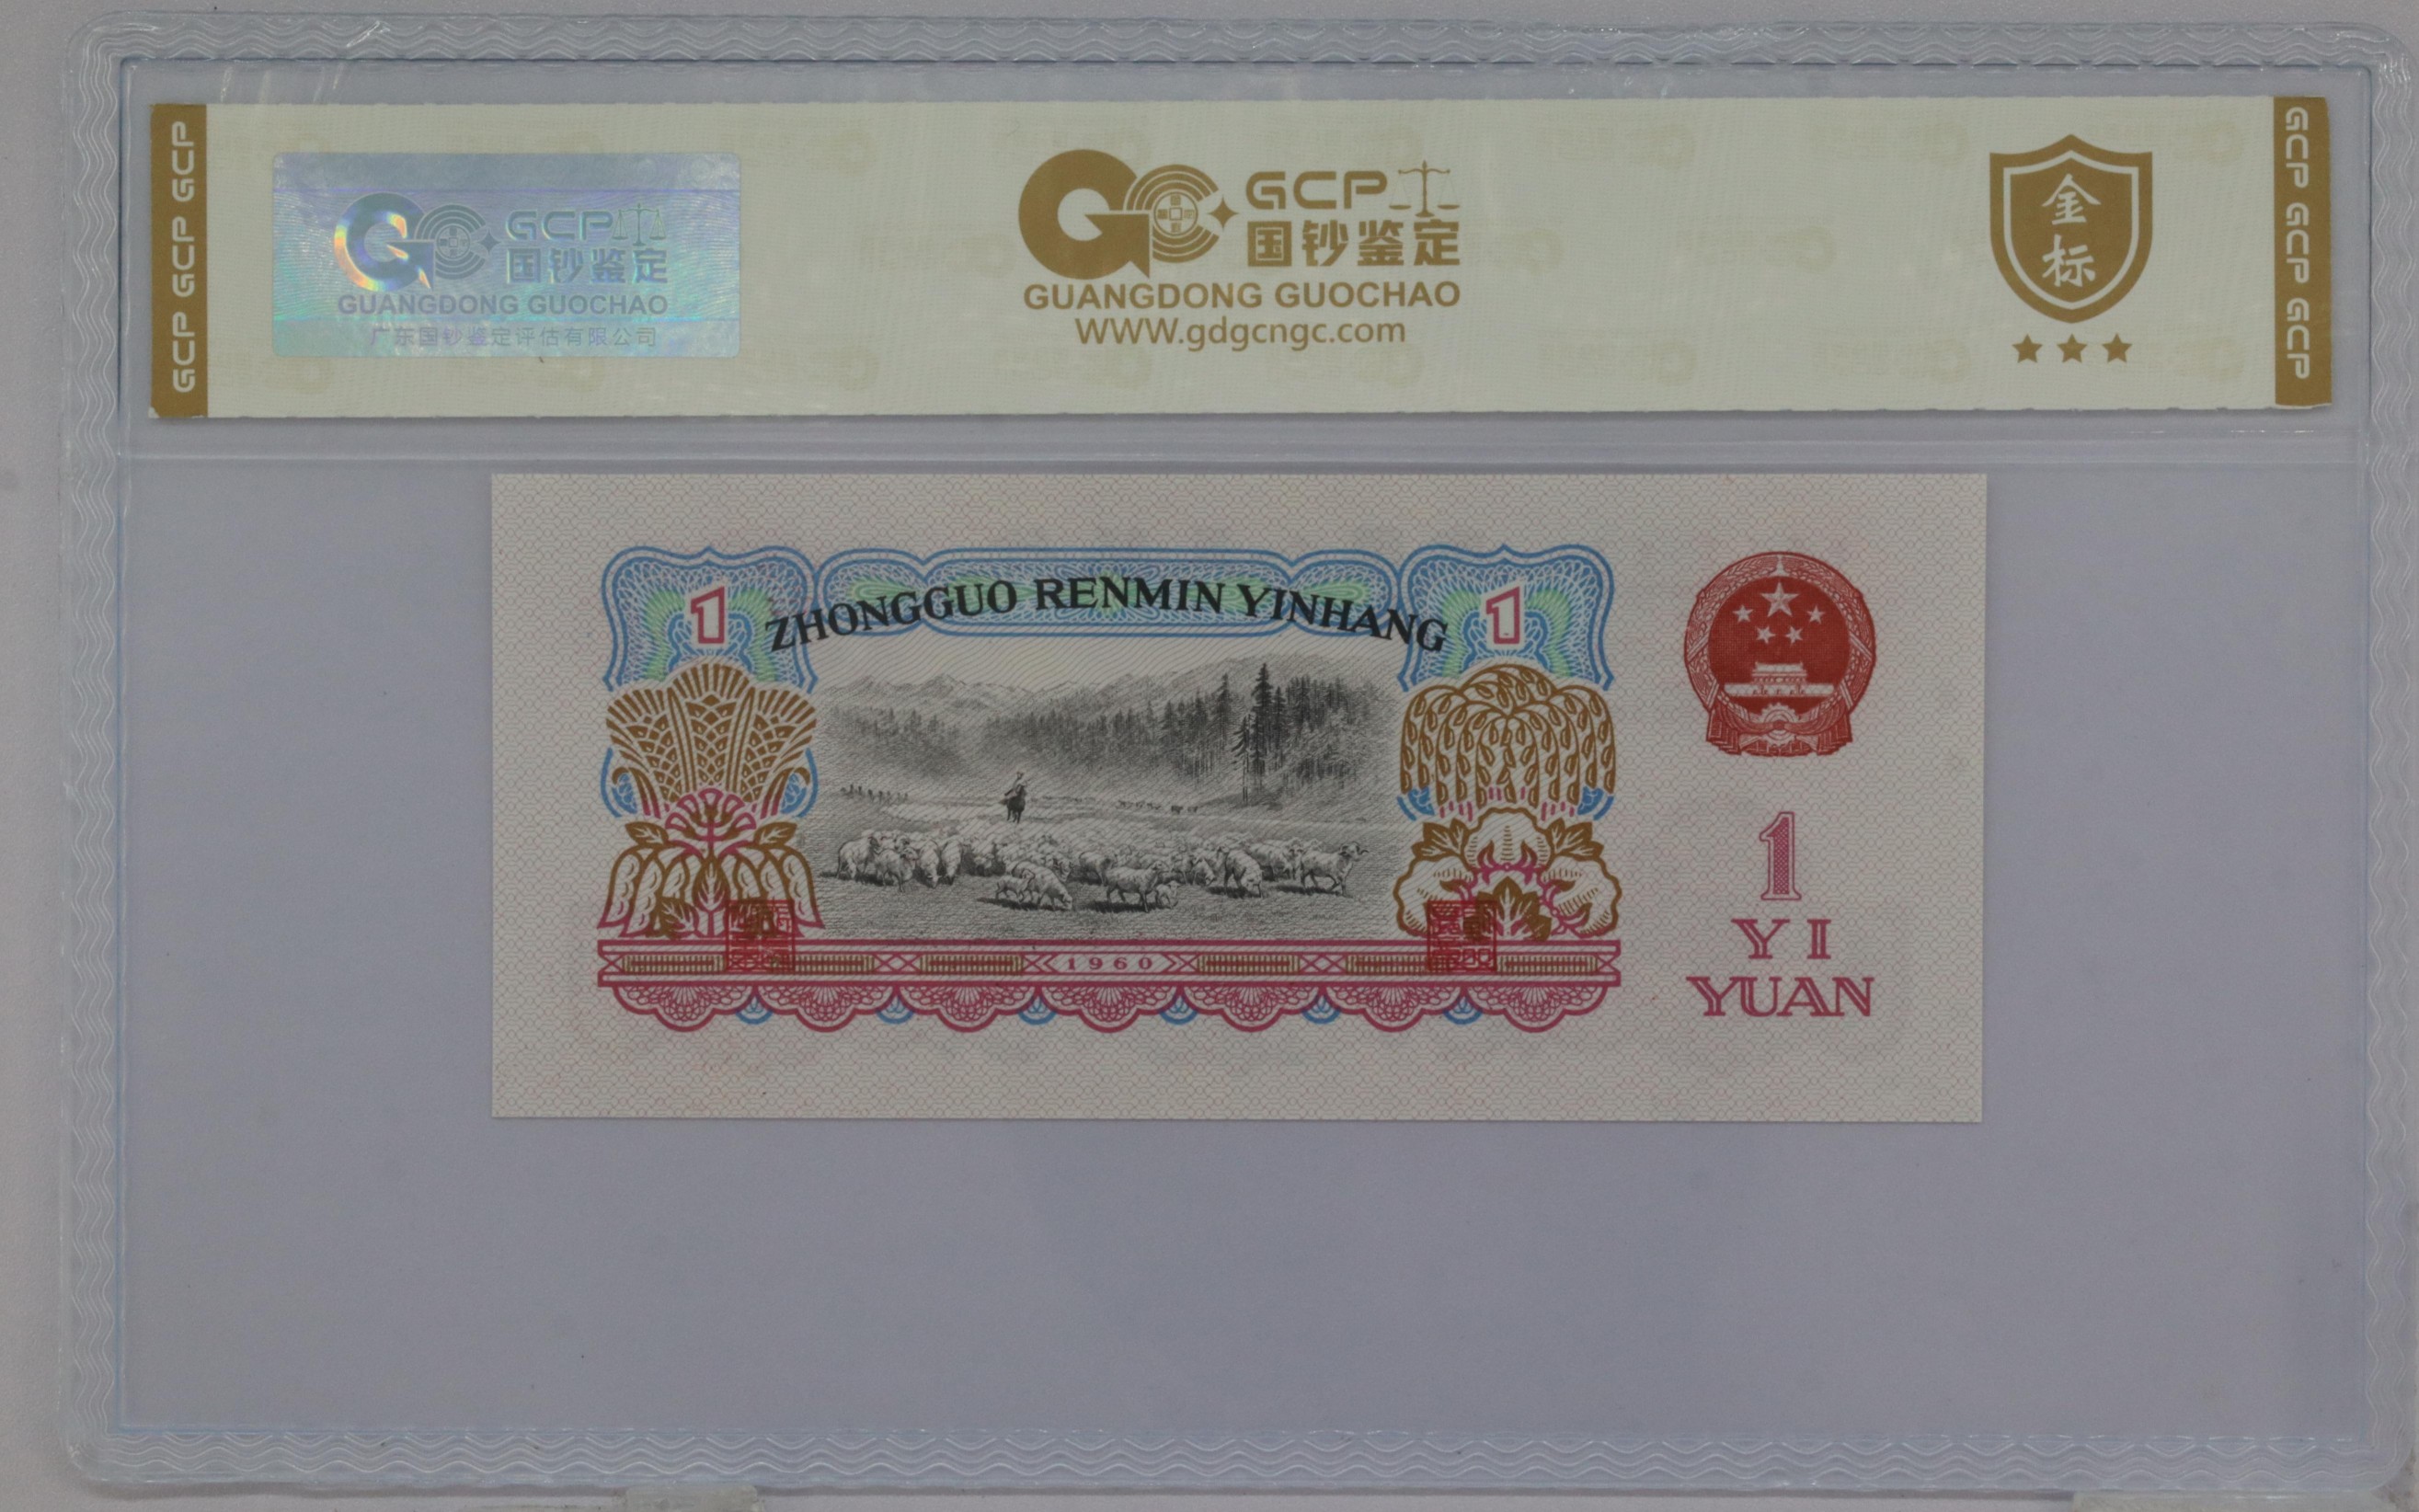 GCP GCP GCP
GCP
国钞鉴定
GUANGDONG GUOCHAO
广东国钞鉴定评估有限公司
GCP
国钞鉴定
GUANGDONG GUOCHAO
WWW.gdgcngc.com
金
标
GCP GCP GCP
ZHONGGUO RENMIN YINHANG
1
1
1960
1
YI
YUAN